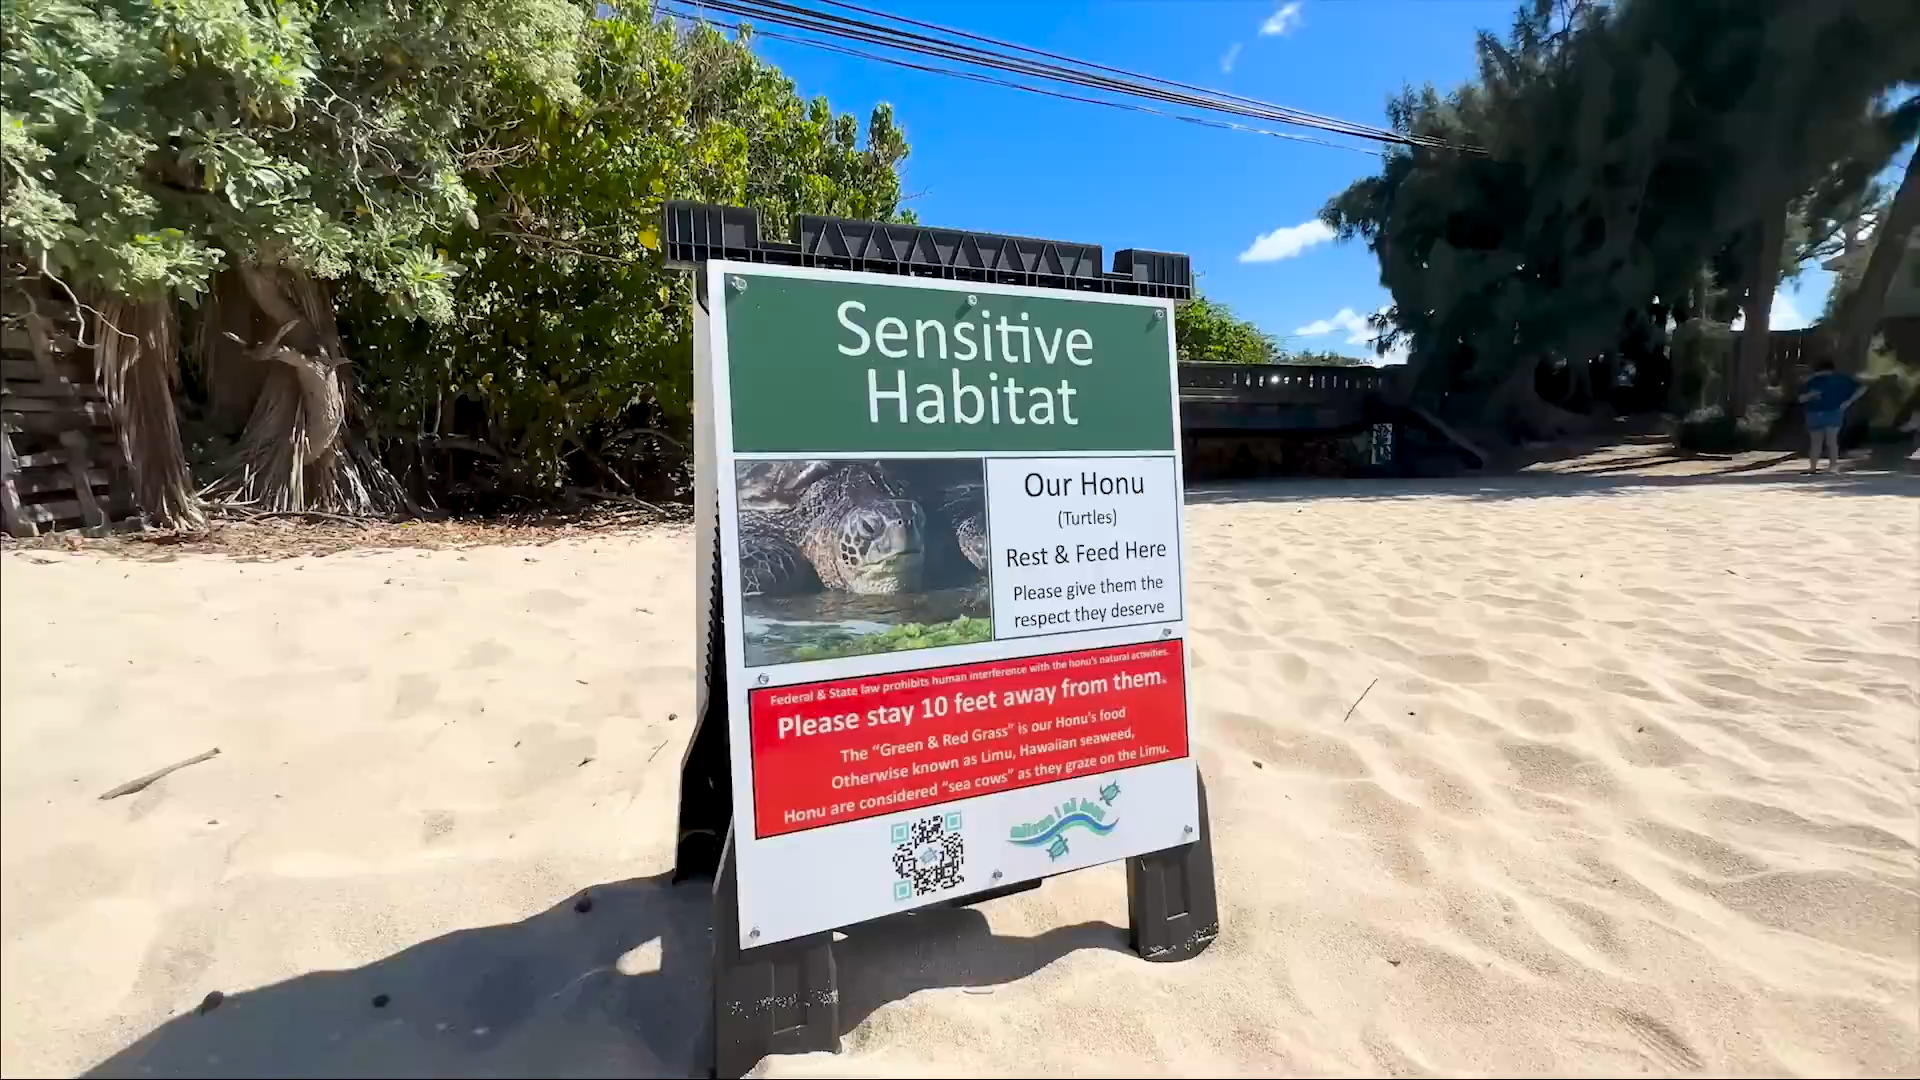 Sensitive
Habitat
Our Honu
(Turtles)
Rest & Feed Here
Please give them the
respect they deserve
Federal & State law prohibits human interference with the honu's natural activities.
Please stay 10 feet away from them.
The “Green & Red Grass” is our Honu's food
Otherwise known as Limu, Hawaiian seaweed,
Honu are considered “sea cows” as they graze on the Limu.